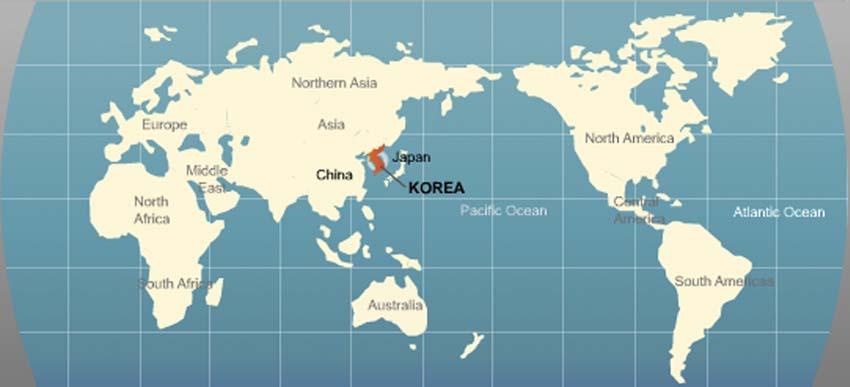 Northern Asia
Europe
Asia
North America
Japan
Middle
East
China
KOREA
North
Africa
Central
America
Pacific Ocean
Atlantic Ocean
South Africa
South Americas
Australia